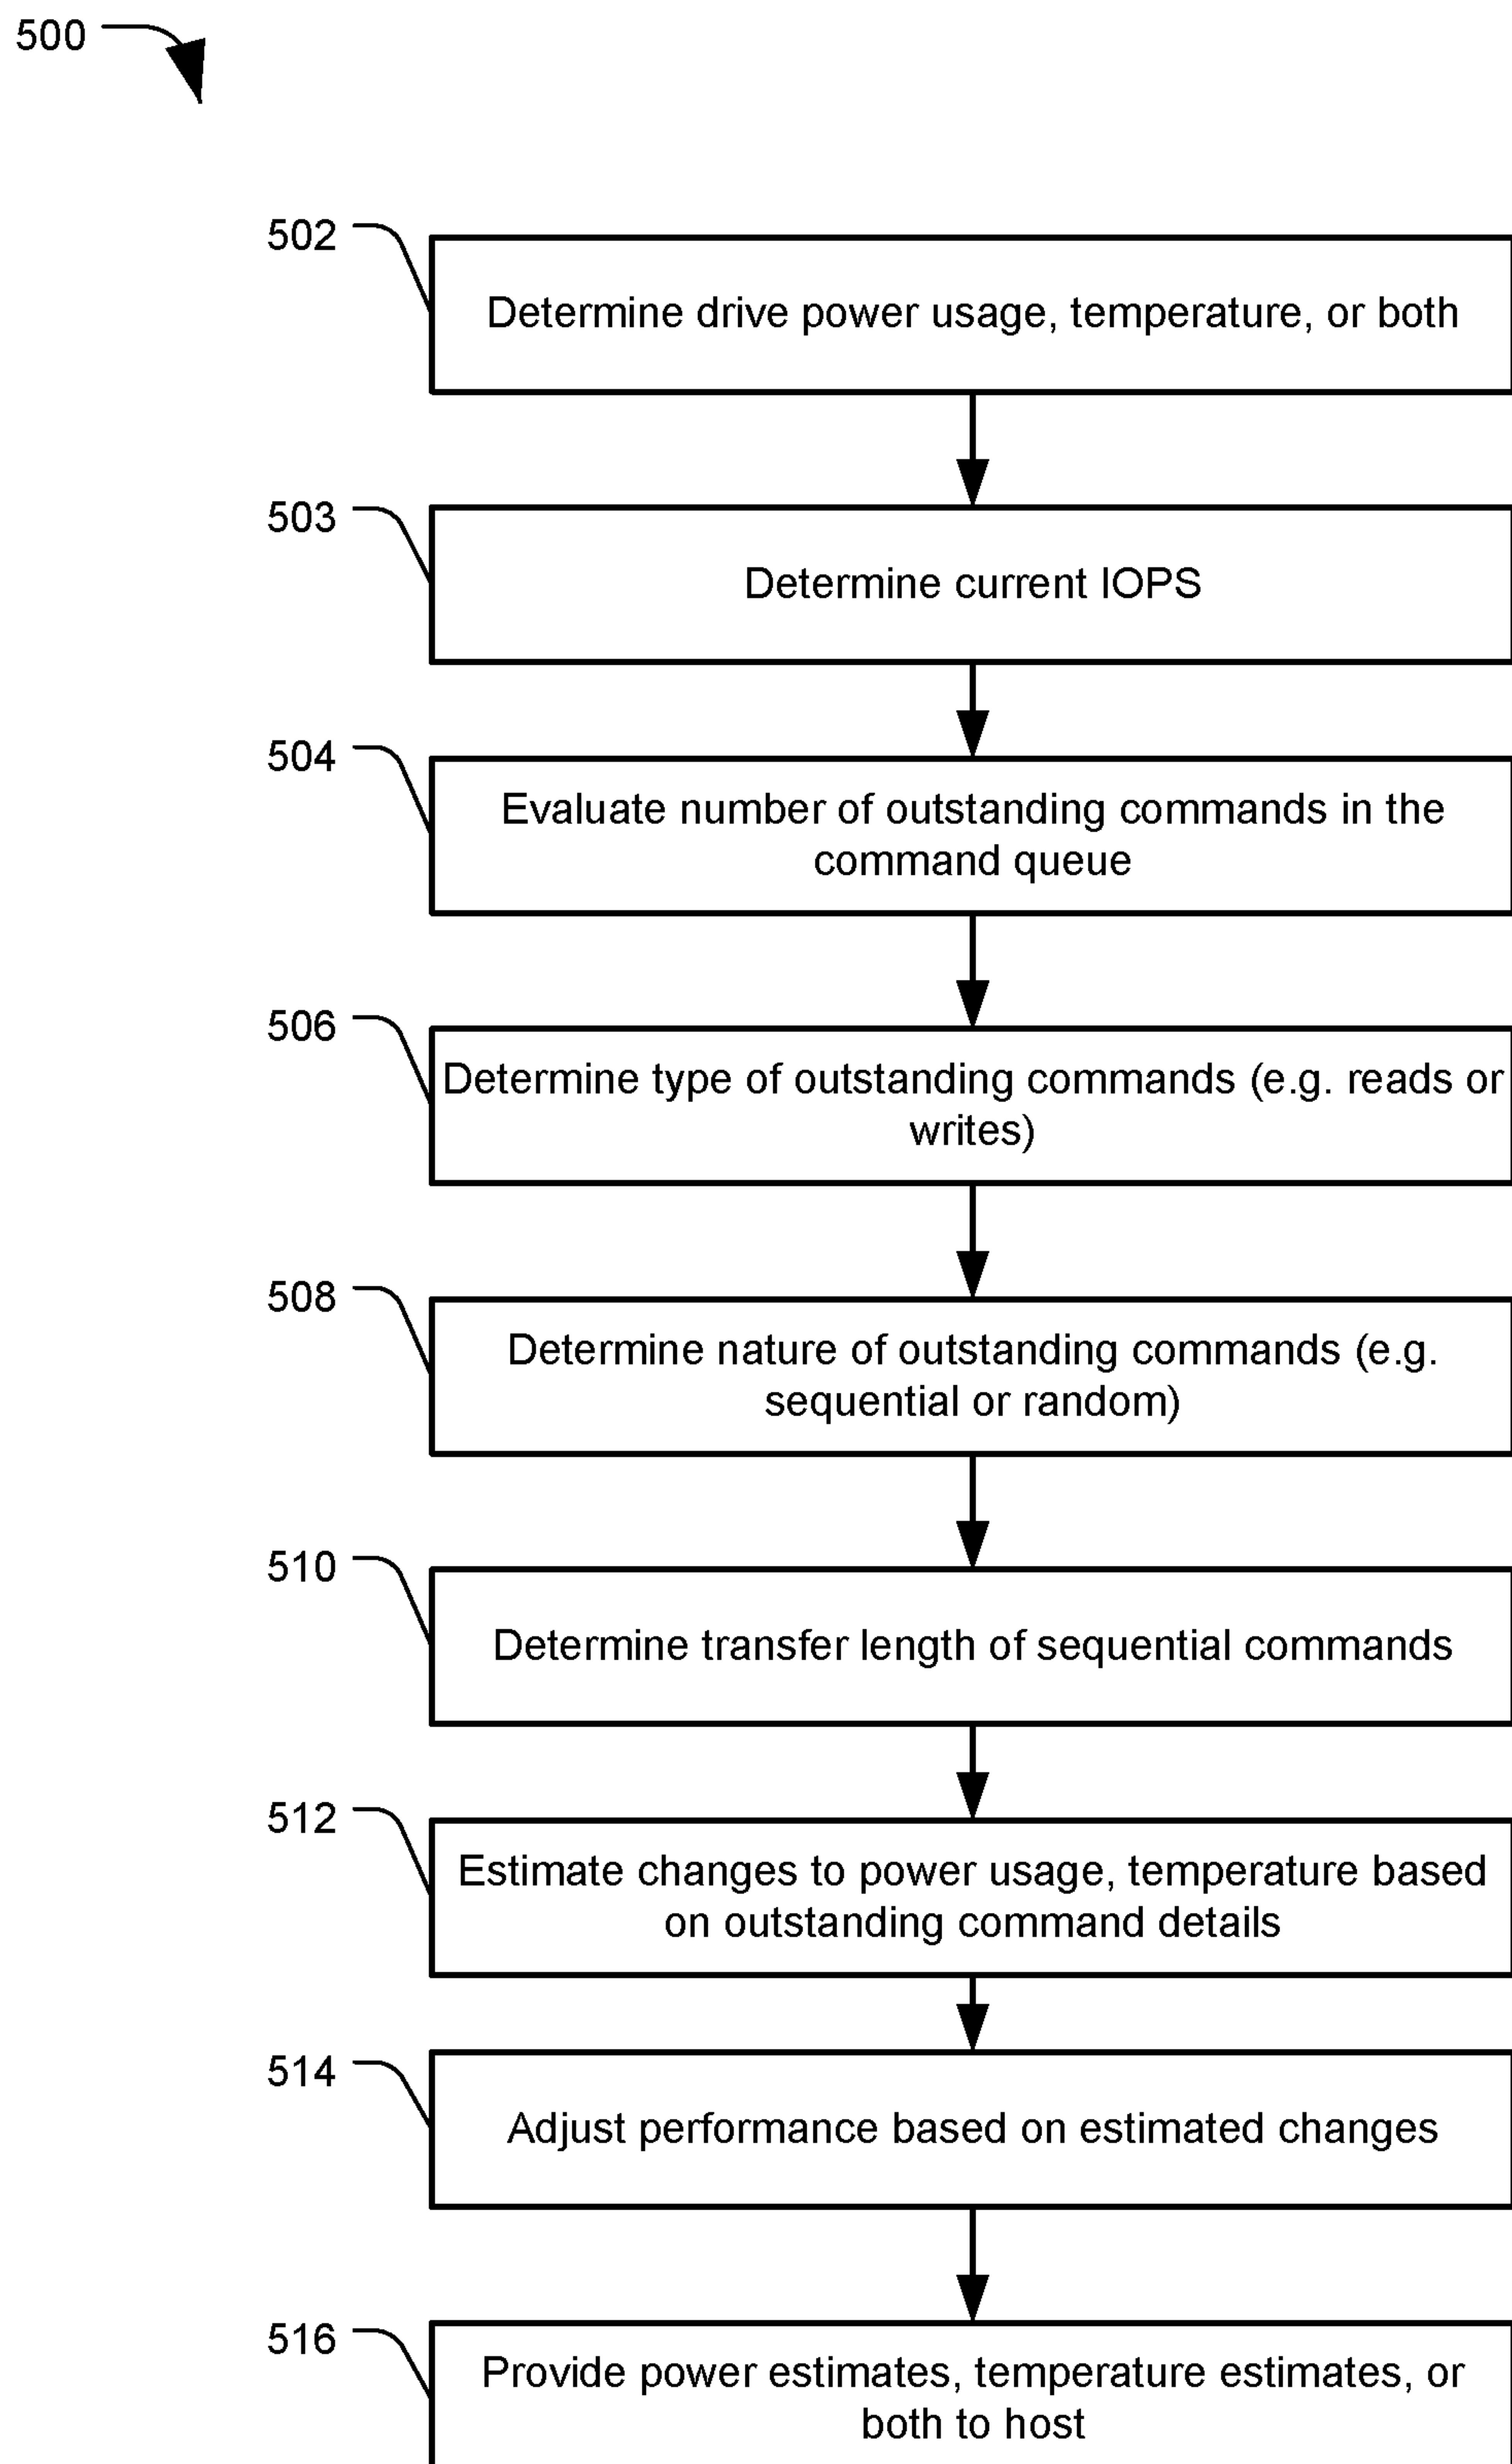 500
502
Determine drive power usage, temperature, or both
503
Determine current IOPS
504
Evaluate number of outstanding commands in the
command queue
506
Determine type of outstanding commands (e.g. reads or
writes)
508
Determine nature of outstanding commands (e.g.
sequential or random)
510
Determine transfer length of sequential commands
512
Estimate changes to power usage, temperature based
on outstanding command details
514
Adjust performance based on estimated changes
516
Provide power estimates, temperature estimates, or
both to host